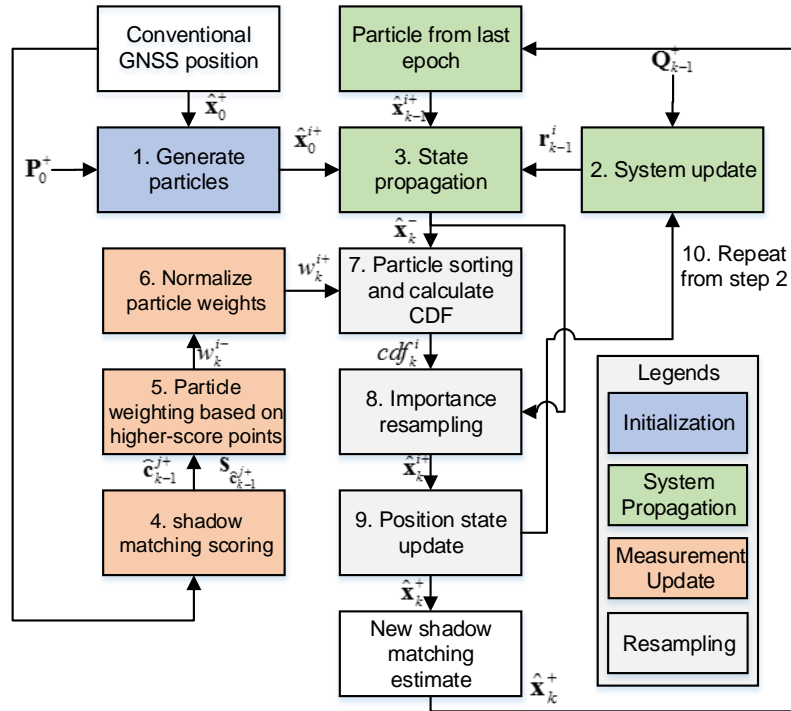 Conventional
GNSS position
Particle from last
epoch
Q⁺ₖ₋₁
x̂⁺₀
x̂ⁱ⁺ₖ₋₁
P⁺₀
1. Generate
particles
x̂ⁱ⁺₀
3. State
propagation
rⁱₖ₋₁
2. System update
x̂⁻ₖ
10. Repeat
from step 2
6. Normalize
particle weights
wⁱ⁺ₖ
7. Particle sorting
and calculate
CDF
wⁱ⁻ₖ
cdfⁱₖ
5. Particle
weighting based on
higher-score points
8. Importance
resampling
ĉʲ⁺ₖ₋₁
S_ĉʲ⁺ₖ₋₁
x̂ⁱ⁺ₖ
4. shadow
matching scoring
9. Position state
update
x̂⁺ₖ
New shadow
matching
estimate
x̂⁺ₖ
Legends
Initialization
System
Propagation
Measurement
Update
Resampling